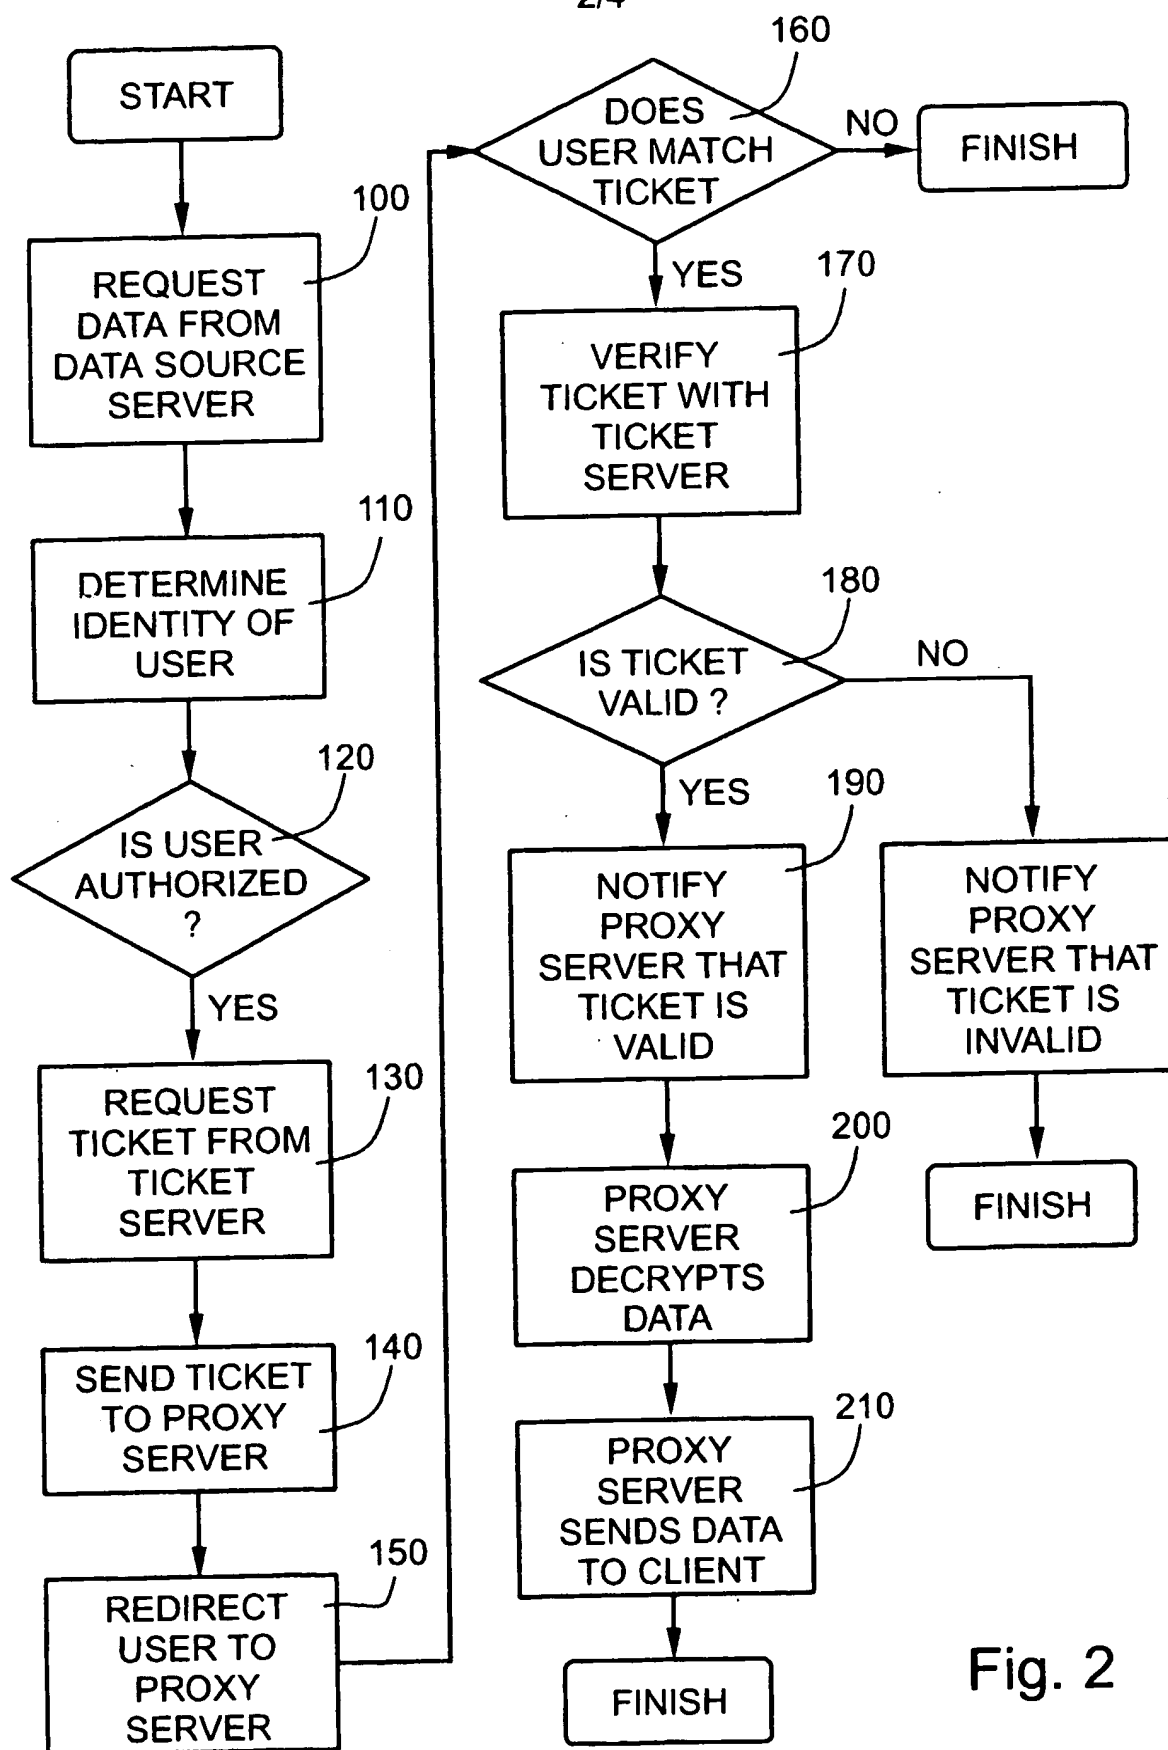 2/4
START
100
REQUEST
DATA FROM
DATA SOURCE
SERVER
110
DETERMINE
IDENTITY OF
USER
120
IS USER
AUTHORIZED
?
YES
130
REQUEST
TICKET FROM
TICKET
SERVER
140
SEND TICKET
TO PROXY
SERVER
150
REDIRECT
USER TO
PROXY
SERVER
160
DOES
USER MATCH
TICKET
NO
FINISH
YES
170
VERIFY
TICKET WITH
TICKET
SERVER
180
IS TICKET
VALID ?
NO
YES
190
NOTIFY
PROXY
SERVER THAT
TICKET IS
VALID
NOTIFY
PROXY
SERVER THAT
TICKET IS
INVALID
FINISH
200
PROXY
SERVER
DECRYPTS
DATA
210
PROXY
SERVER
SENDS DATA
TO CLIENT
FINISH
Fig. 2